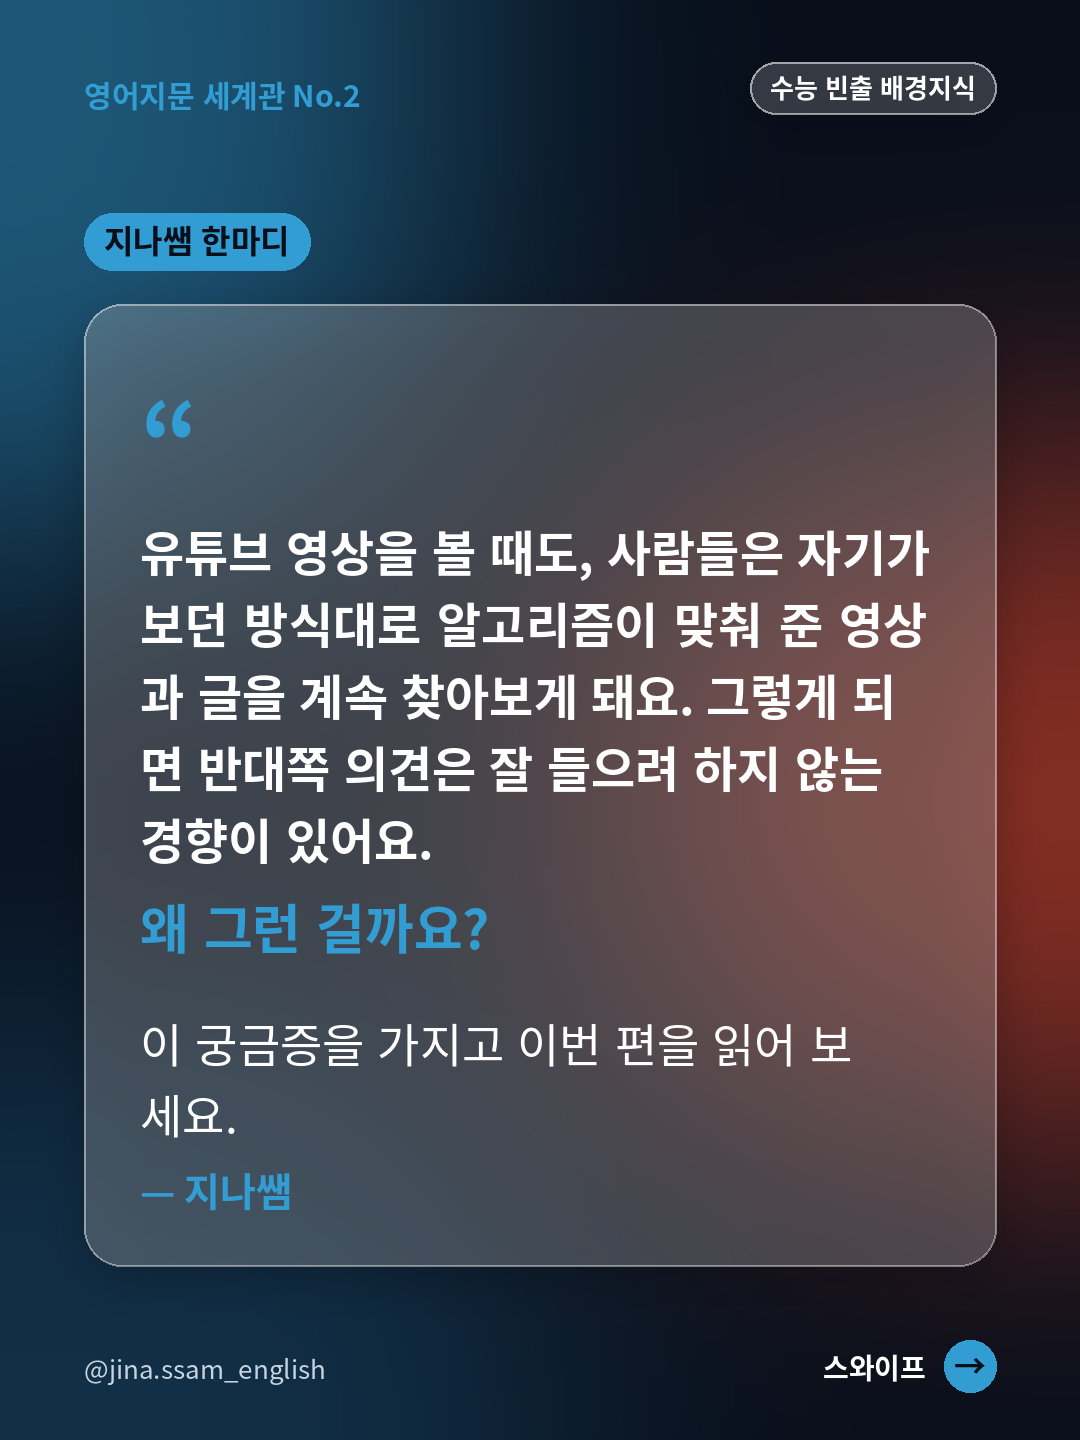 영어지문 세계관 No.2
수능 빈출 배경지식
지나쌤 한마디
“
유튜브 영상을 볼 때도, 사람들은 자기가
보던 방식대로 알고리즘이 맞춰 준 영상
과 글을 계속 찾아보게 돼요. 그렇게 되
면 반대쪽 의견은 잘 들으려 하지 않는
경향이 있어요.
왜 그런 걸까요?
이 궁금증을 가지고 이번 편을 읽어 보
세요.
— 지나쌤
@jina.ssam_english
스와이프 →